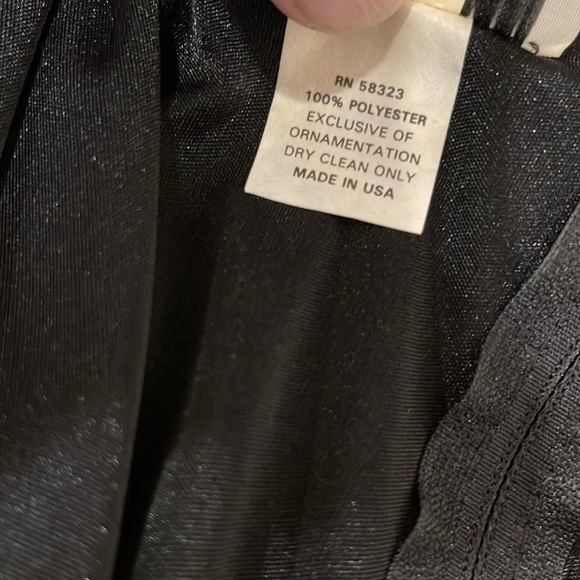 RN 58323
100% POLYESTER
EXCLUSIVE OF
ORNAMENTATION
DRY CLEAN ONLY
MADE IN USA